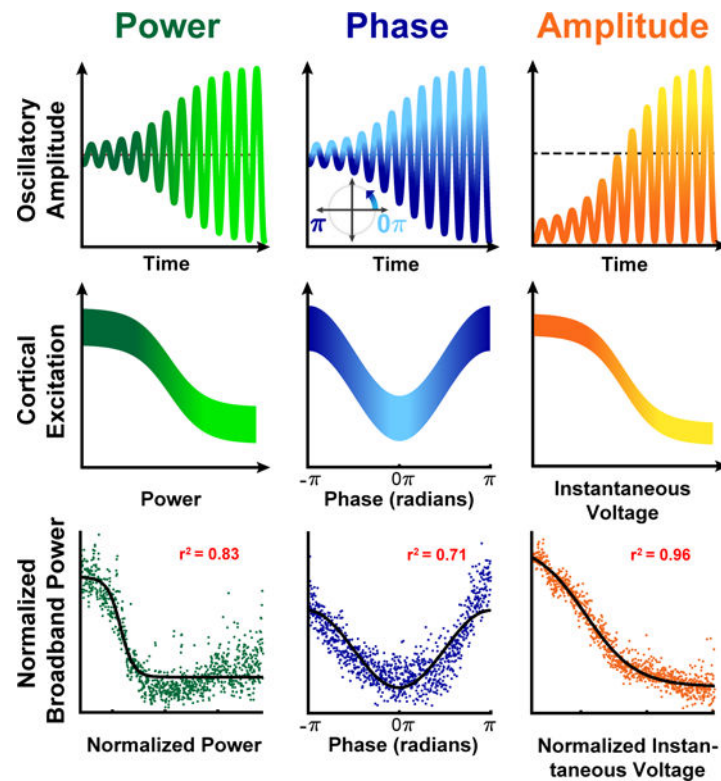 Power
Phase
Amplitude
Oscillatory
Amplitude
π
0π
Time
Time
Time
Cortical
Excitation
-π
0π
π
Power
Phase (radians)
Instantaneous
Voltage
Normalized
Broadband Power
r² = 0.83
r² = 0.71
r² = 0.96
-π
0π
π
Normalized Power
Phase (radians)
Normalized Instan-
taneous Voltage